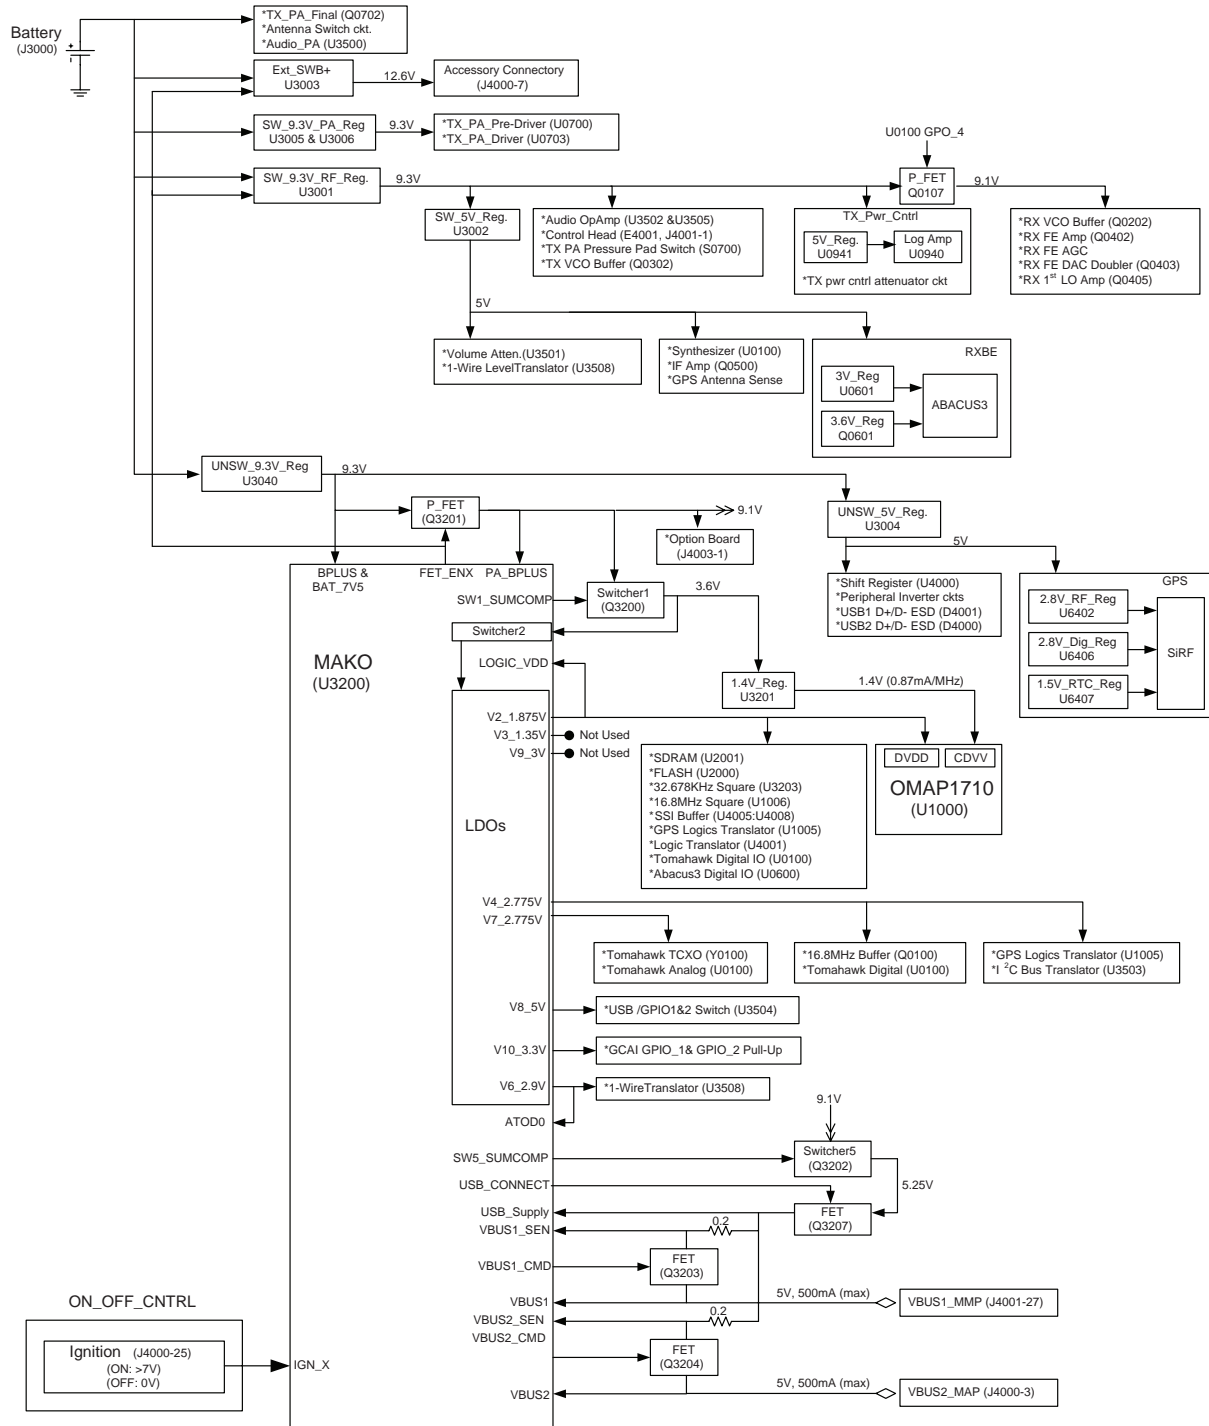 Battery
(J3000)
+
-
*TX_PA_Final (Q0702)
*Antenna Switch ckt.
*Audio_PA (U3500)
Ext_SWB+
U3003
12.6V
Accessory Connectory
(J4000-7)
SW_9.3V_PA_Reg
U3005 & U3006
9.3V
*TX_PA_Pre-Driver (U0700)
*TX_PA_Driver (U0703)
U0100 GPO_4
SW_9.3V_RF_Reg.
U3001
9.3V
P_FET
Q0107
9.1V
SW_5V_Reg.
U3002
*Audio OpAmp (U3502 &U3505)
*Control Head (E4001, J4001-1)
*TX PA Pressure Pad Switch (S0700)
*TX VCO Buffer (Q0302)
TX_Pwr_Cntrl
5V_Reg.
U0941
Log Amp
U0940
*TX pwr cntrl attenuator ckt
*RX VCO Buffer (Q0202)
*RX FE Amp (Q0402)
*RX FE AGC
*RX FE DAC Doubler (Q0403)
*RX 1st LO Amp (Q0405)
5V
*Volume Atten.(U3501)
*1-Wire LevelTranslator (U3508)
*Synthesizer (U0100)
*IF Amp (Q0500)
*GPS Antenna Sense
RXBE
3V_Reg
U0601
ABACUS3
3.6V_Reg
Q0601
UNSW_9.3V_Reg
U3040
9.3V
P_FET
(Q3201)
9.1V
*Option Board
(J4003-1)
UNSW_5V_Reg.
U3004
5V
*Shift Register (U4000)
*Peripheral Inverter ckts
*USB1 D+/D- ESD (D4001)
*USB2 D+/D- ESD (D4000)
GPS
2.8V_RF_Reg
U6402
2.8V_Dig_Reg
U6406
1.5V_RTC_Reg
U6407
SiRF
BPLUS &
BAT_7V5
FET_ENX
PA_BPLUS
SW1_SUMCOMP
Switcher1
(Q3200)
3.6V
Switcher2
MAKO
(U3200)
LOGIC_VDD
1.4V_Reg.
U3201
1.4V (0.87mA/MHz)
V2_1.875V
V3_1.35V
Not Used
V9_3V
Not Used
DVDD
CDVV
OMAP1710
(U1000)
*SDRAM (U2001)
*FLASH (U2000)
*32.678KHz Square (U3203)
*16.8MHz Square (U1006)
*SSI Buffer (U4005:U4008)
*GPS Logics Translator (U1005)
*Logic Translator (U4001)
*Tomahawk Digital IO (U0100)
*Abacus3 Digital IO (U0600)
LDOs
V4_2.775V
V7_2.775V
*Tomahawk TCXO (Y0100)
*Tomahawk Analog (U0100)
*16.8MHz Buffer (Q0100)
*Tomahawk Digital (U0100)
*GPS Logics Translator (U1005)
*I 2C Bus Translator (U3503)
V8_5V
*USB /GPIO1&2 Switch (U3504)
V10_3.3V
*GCAI GPIO_1& GPIO_2 Pull-Up
V6_2.9V
*1-WireTranslator (U3508)
ATOD0
9.1V
SW5_SUMCOMP
Switcher5
(Q3202)
USB_CONNECT
5.25V
USB_Supply
FET
(Q3207)
VBUS1_SEN
0.2
VBUS1_CMD
FET
(Q3203)
VBUS1
5V, 500mA (max)
VBUS1_MMP (J4001-27)
VBUS2_SEN
0.2
VBUS2_CMD
FET
(Q3204)
VBUS2
5V, 500mA (max)
VBUS2_MAP (J4000-3)
ON_OFF_CNTRL
Ignition (J4000-25)
(ON: >7V)
(OFF: 0V)
IGN_X